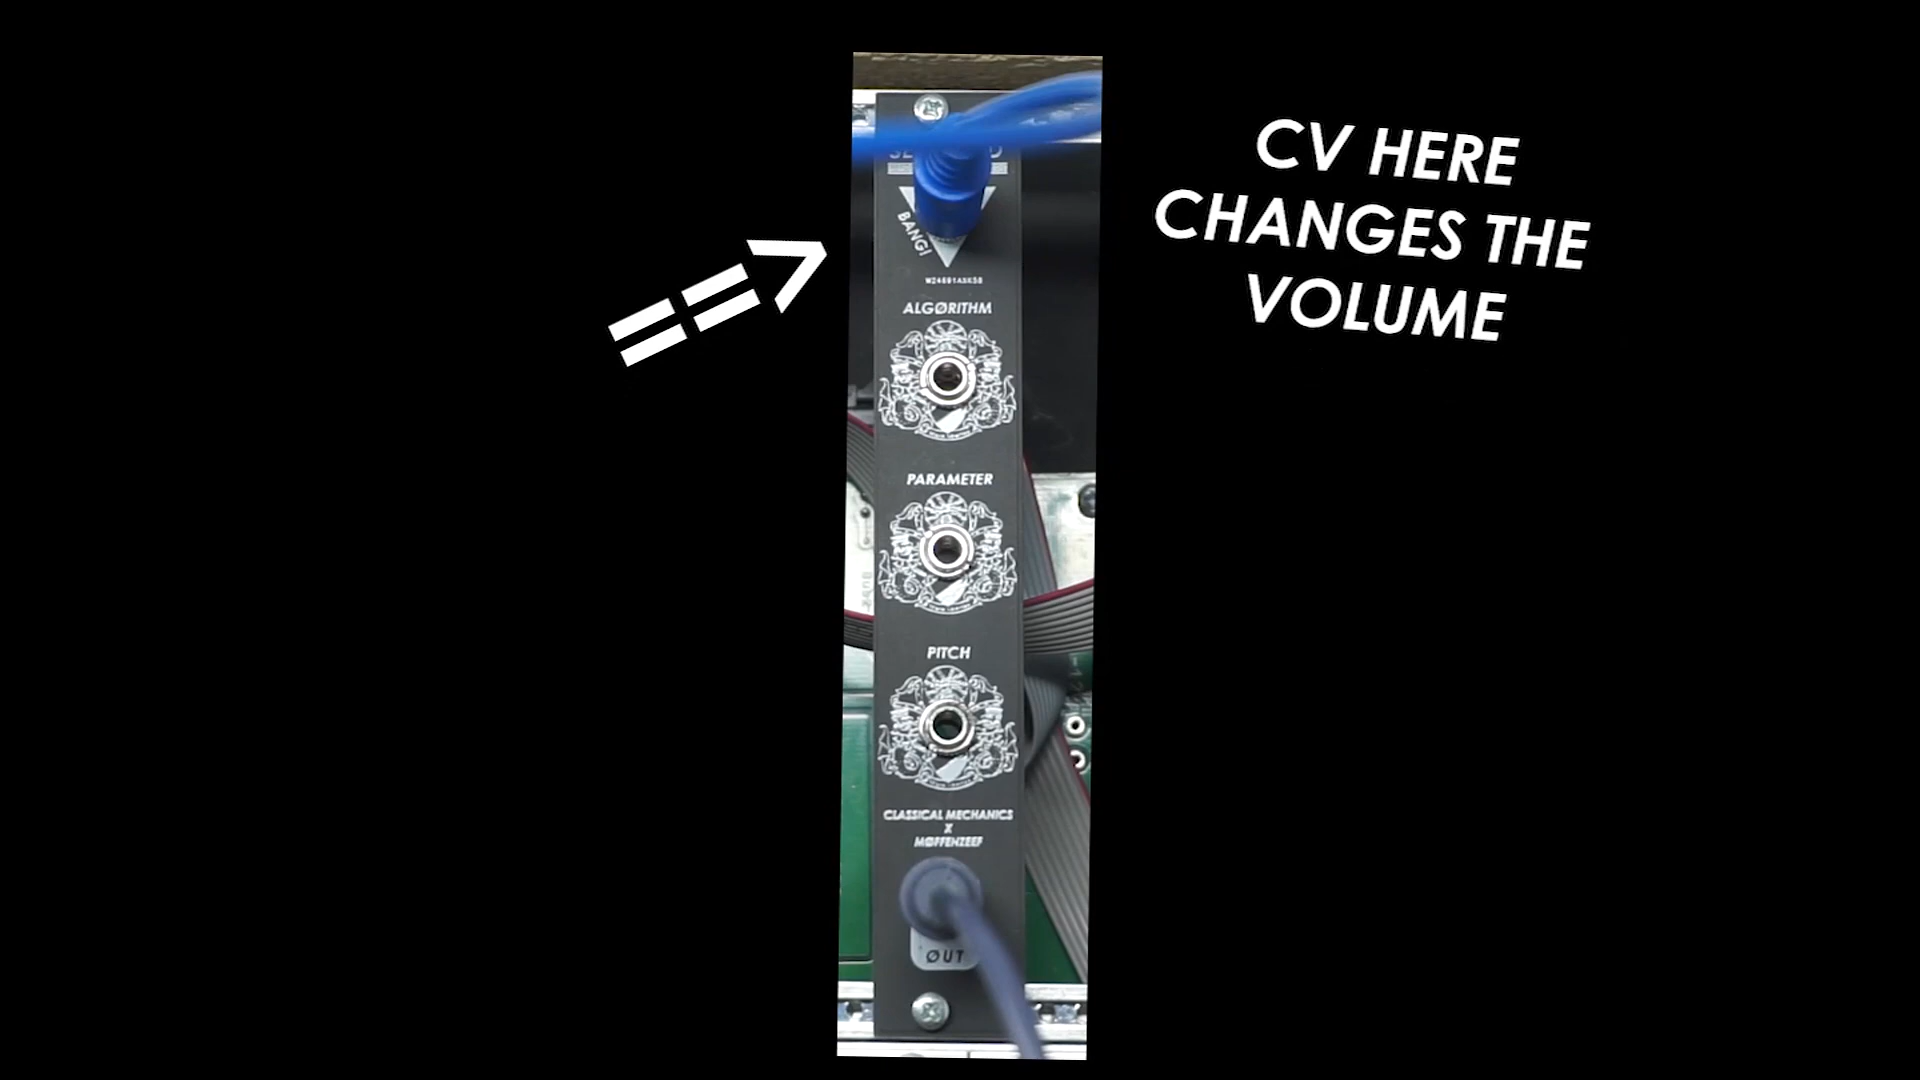 CV HERE
CHANGES THE
VOLUME
==>
BANG!
ALGØRITHM
PARAMETER
PITCH
CLASSICAL MECHANICS
X
MØFFENZEEF
ØUT